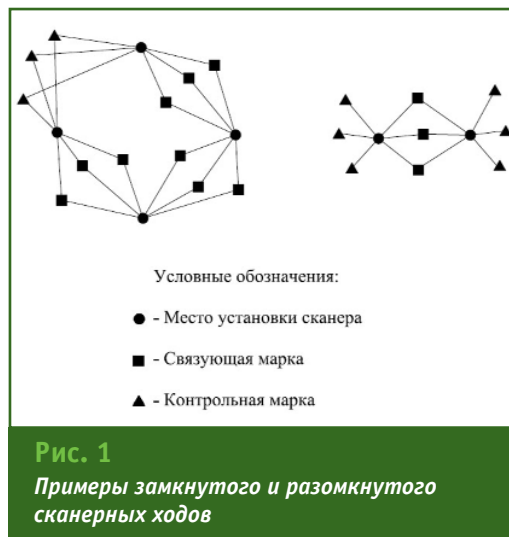 Условные обозначения:
- Место установки сканера
- Связующая марка
- Контрольная марка
Рис. 1
Примеры замкнутого и разомкнутого
сканерных ходов